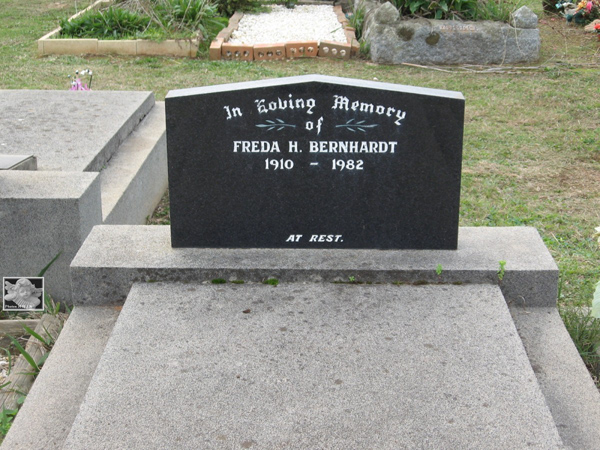 In Loving Memory
of
FREDA H. BERNHARDT
1910 – 1982
AT REST.